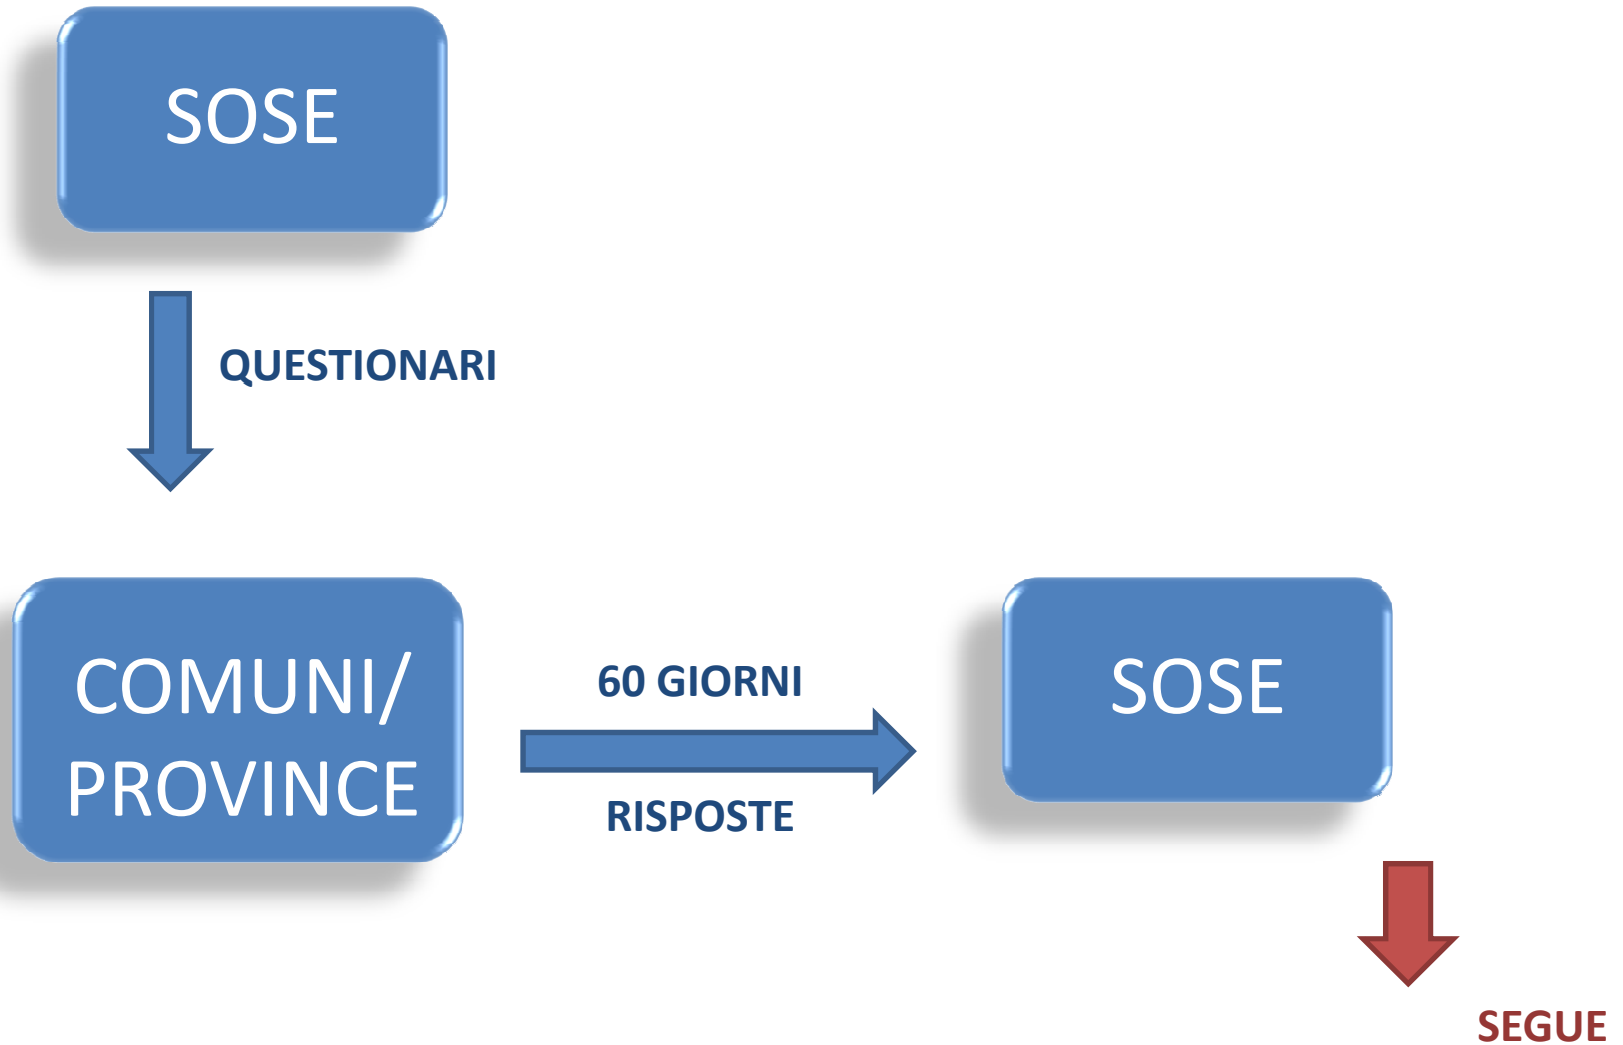 SOSE
QUESTIONARI
COMUNI/
PROVINCE
60 GIORNI
RISPOSTE
SOSE
SEGUE